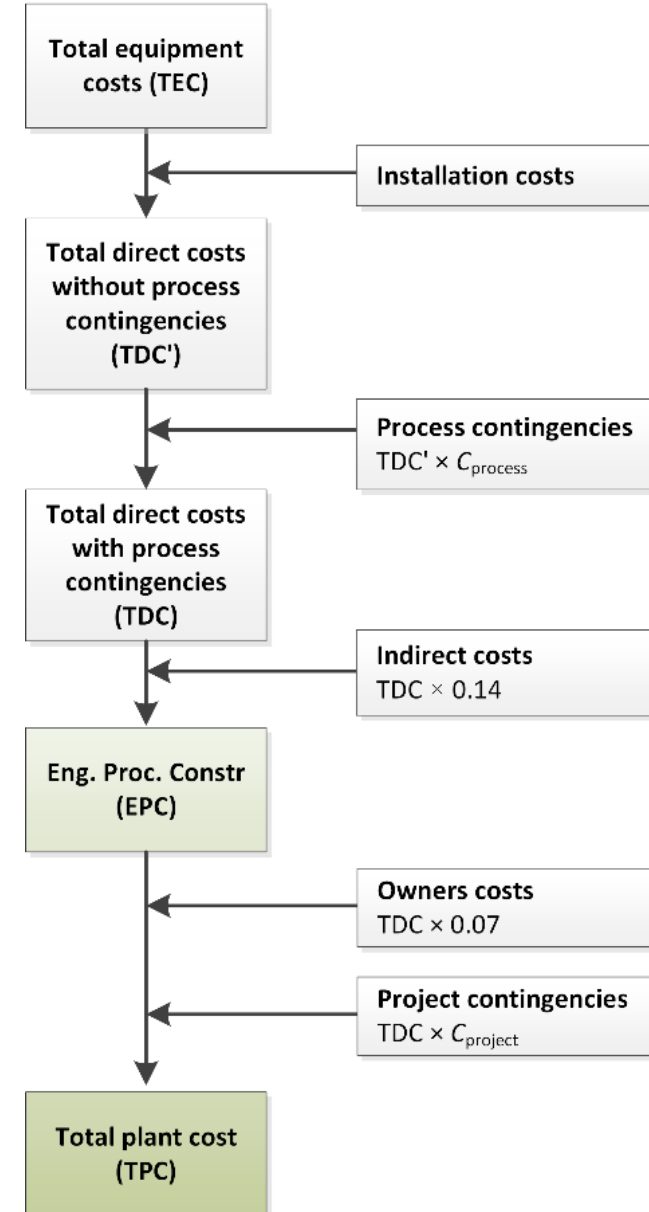 Total equipment
costs (TEC)
Installation costs
Total direct costs
without process
contingencies
(TDC')
Process contingencies
TDC' × Cprocess
Total direct costs
with process
contingencies
(TDC)
Indirect costs
TDC × 0.14
Eng. Proc. Constr
(EPC)
Owners costs
TDC × 0.07
Project contingencies
TDC × Cproject
Total plant cost
(TPC)